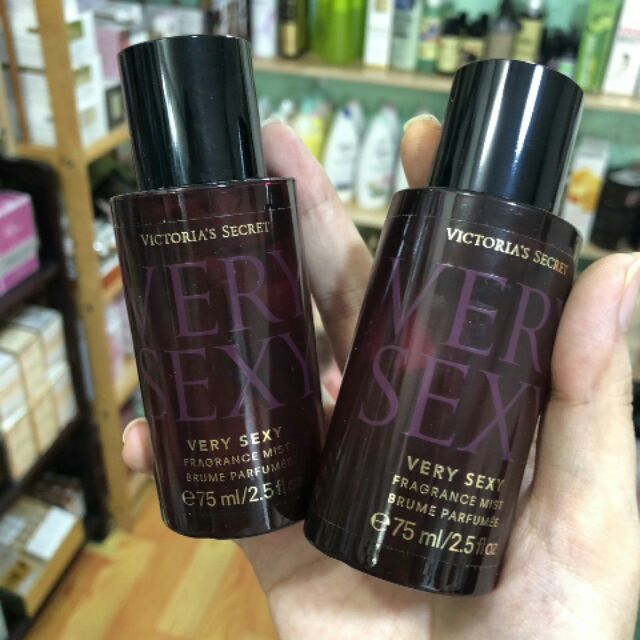 VICTORIA'S SECRET
VERY
SEXY
VERY SEXY
FRAGRANCE MIST
BRUME PARFUMÉE
℮75 ml/2.5 fl oz
VICTORIA'S SECRET
VERY
SEXY
VERY SEXY
FRAGRANCE MIST
BRUME PARFUMÉE
℮75 ml/2.5 fl oz